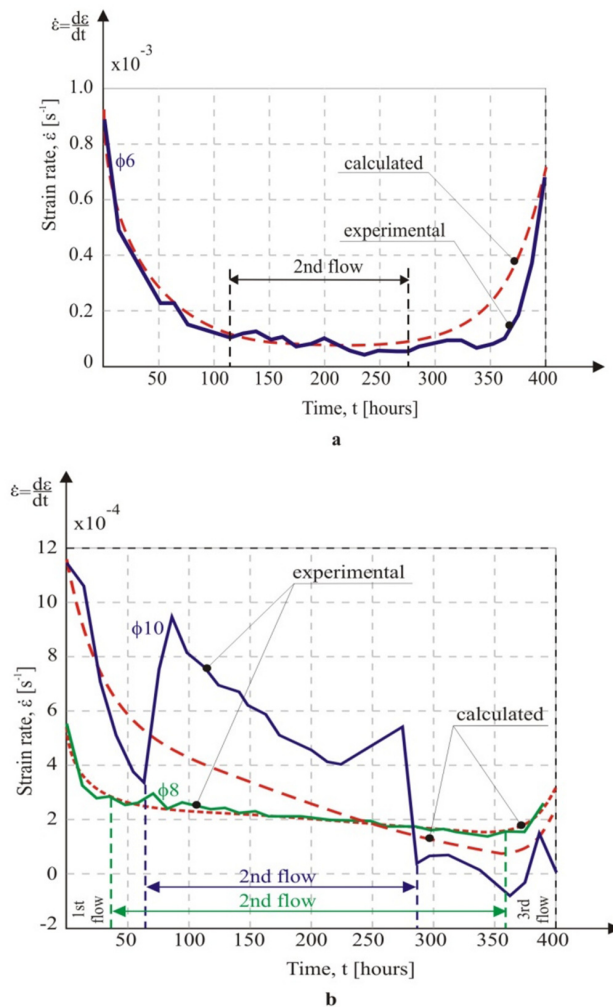 ε̇=dε/dt
x10⁻³
1.0
0.8
0.6
0.4
0.2
0
Strain rate, ε̇ [s⁻¹]
ϕ6
calculated
experimental
2nd flow
50 100 150 200 250 300 350 400
Time, t [hours]
a
ε̇=dε/dt
x10⁻⁴
12
10
8
6
4
2
0
-2
Strain rate, ε̇ [s⁻¹]
experimental
ϕ10
calculated
ϕ8
2nd flow
2nd flow
1st
flow
3rd
flow
50 100 150 200 250 300 350 400
Time, t [hours]
b